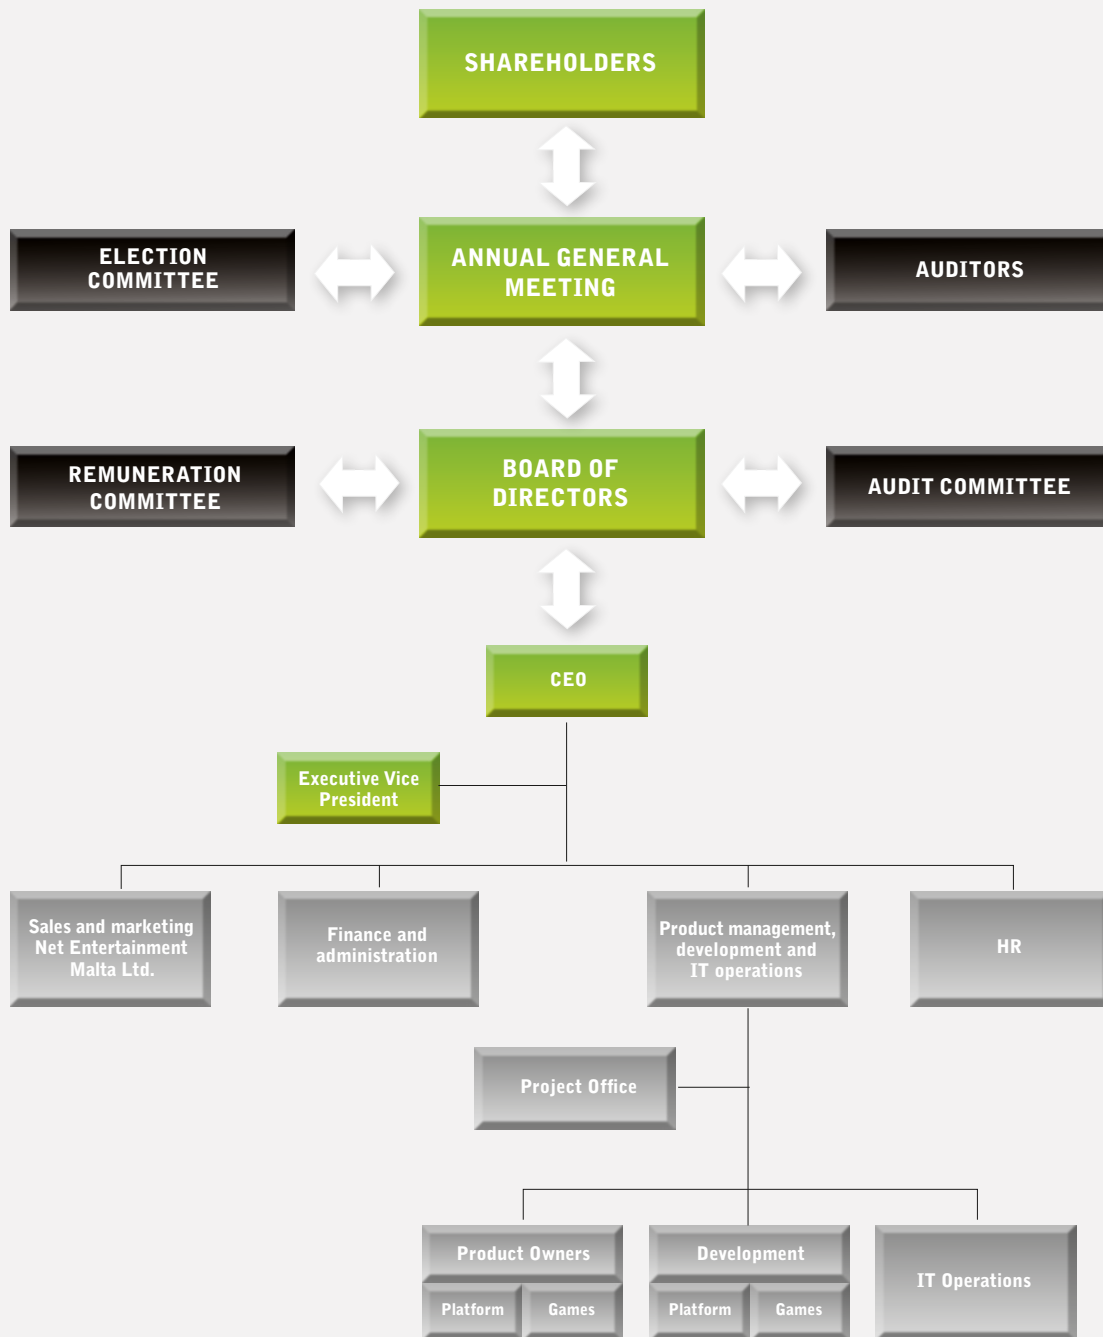 SHAREHOLDERS
ELECTION
COMMITTEE
ANNUAL GENERAL
MEETING
AUDITORS
REMUNERATION
COMMITTEE
BOARD OF
DIRECTORS
AUDIT COMMITTEE
CEO
Executive Vice
President
Sales and marketing
Net Entertainment
Malta Ltd.
Finance and
administration
Product management,
development and
IT operations
HR
Project Office
Product Owners
Platform
Games
Development
Platform
Games
IT Operations